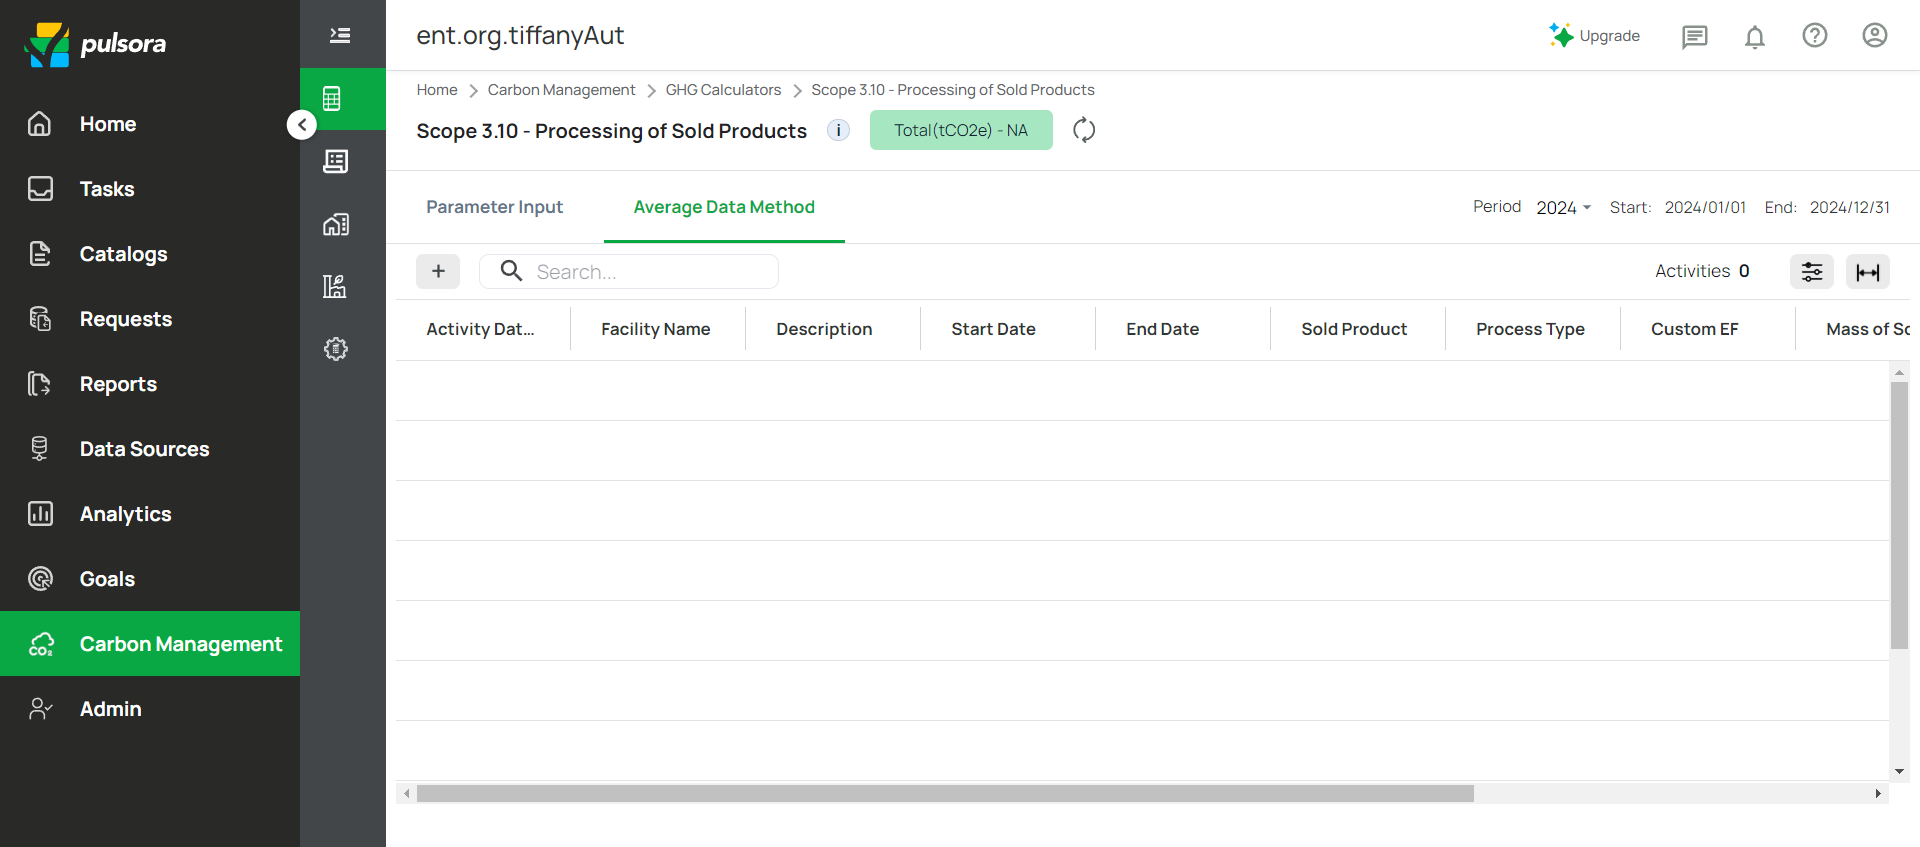 pulsora
Home
Tasks
Catalogs
Requests
Reports
Data Sources
Analytics
Goals
Carbon Management
Admin
ent.org.tiffanyAut
Upgrade
Home > Carbon Management > GHG Calculators > Scope 3.10 - Processing of Sold Products
Scope 3.10 - Processing of Sold Products i Total(tCO2e) - NA
Parameter Input Average Data Method Period 2024 Start: 2024/01/01 End: 2024/12/31
+ Search... Activities 0
Activity Dat... Facility Name Description Start Date End Date Sold Product Process Type Custom EF Mass of Sc